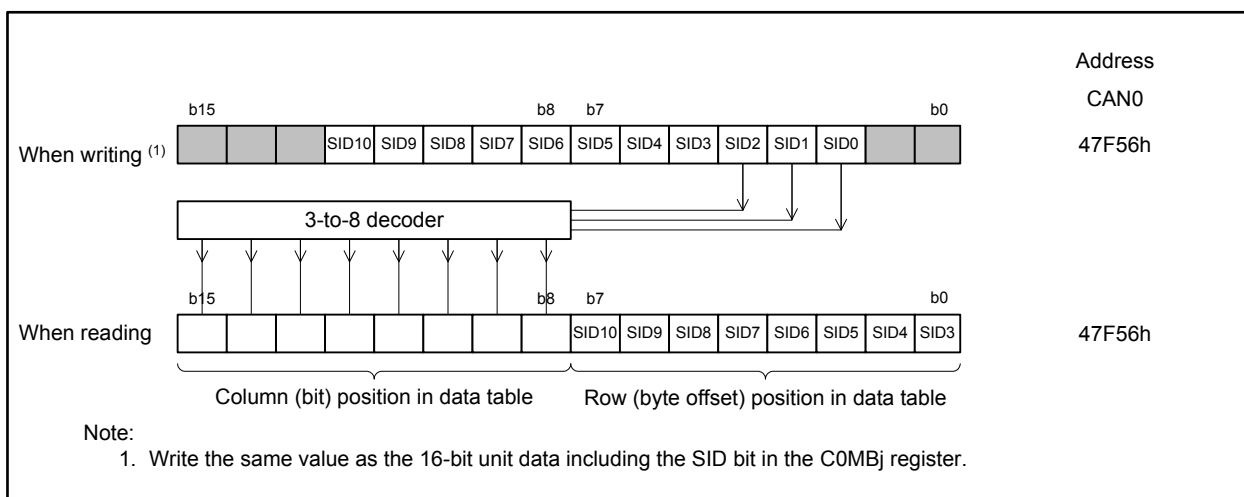 Address
CAN0
b15 b8 b7 b0
When writing (1) SID10 SID9 SID8 SID7 SID6 SID5 SID4 SID3 SID2 SID1 SID0 47F56h
3-to-8 decoder
b15 b8 b7 b0
When reading SID10 SID9 SID8 SID7 SID6 SID5 SID4 SID3 47F56h
Column (bit) position in data table Row (byte offset) position in data table
Note:
1. Write the same value as the 16-bit unit data including the SID bit in the C0MBj register.